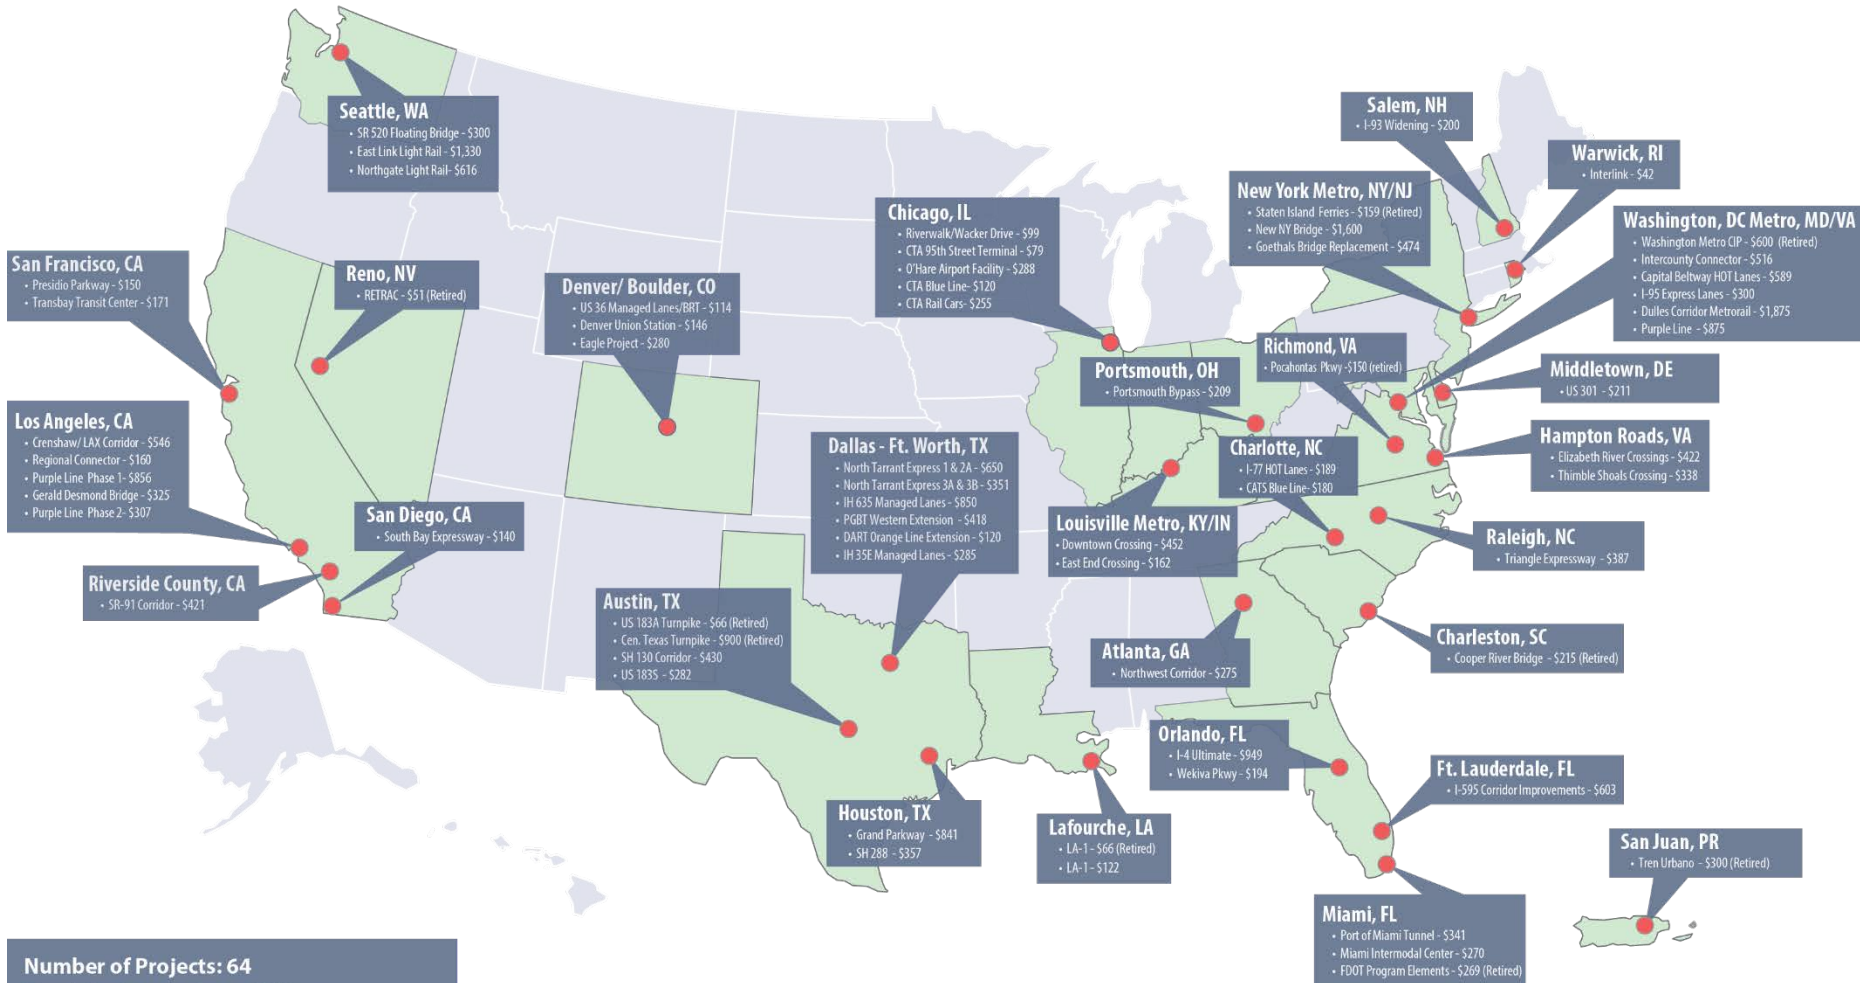 Seattle, WA
• SR 520 Floating Bridge - $300
• East Link Light Rail - $1,330
• Northgate Light Rail- $616
San Francisco, CA
• Presidio Parkway - $150
• Transbay Transit Center - $171
Reno, NV
• RETRAC - $51 (Retired)
Los Angeles, CA
• Crenshaw/ LAX Corridor - $546
• Regional Connector - $160
• Purple Line Phase 1- $856
• Gerald Desmond Bridge - $325
• Purple Line Phase 2- $307
San Diego, CA
• South Bay Expressway - $140
Riverside County, CA
• SR-91 Corridor - $421
Denver/ Boulder, CO
• US 36 Managed Lanes/BRT - $114
• Denver Union Station - $146
• Eagle Project - $280
Chicago, IL
• Riverwalk/Wacker Drive - $99
• CTA 95th Street Terminal - $79
• O'Hare Airport Facility - $288
• CTA Blue Line- $120
• CTA Rail Cars- $255
Dallas - Ft. Worth, TX
• North Tarrant Express 1 & 2A - $650
• North Tarrant Express 3A & 3B - $351
• IH 635 Managed Lanes - $850
• PGBT Western Extension - $418
• DART Orange Line Extension - $120
• IH 35E Managed Lanes - $285
Austin, TX
• US 183A Turnpike - $66 (Retired)
• Cen. Texas Turnpike - $900 (Retired)
• SH 130 Corridor - $430
• US 183S - $282
Houston, TX
• Grand Parkway - $841
• SH 288 - $357
Lafourche, LA
• LA-1 - $66 (Retired)
• LA-1 - $122
Portsmouth, OH
• Portsmouth Bypass - $209
Louisville Metro, KY/IN
• Downtown Crossing - $452
• East End Crossing - $162
Salem, NH
• I-93 Widening - $200
Warwick, RI
• Interlink - $42
New York Metro, NY/NJ
• Staten Island Ferries - $159 (Retired)
• New NY Bridge - $1,600
• Goethals Bridge Replacement - $474
Washington, DC Metro, MD/VA
• Washington Metro CIP - $600 (Retired)
• Intercounty Connector - $516
• Capital Beltway HOT Lanes - $589
• I-95 Express Lanes - $300
• Dulles Corridor Metrorail - $1,875
• Purple Line - $875
Richmond, VA
• Pocahontas Pkwy -$150 (retired)
Middletown, DE
• US 301 - $211
Hampton Roads, VA
• Elizabeth River Crossings - $422
• Thimble Shoals Crossing - $338
Charlotte, NC
• I-77 HOT Lanes - $189
• CATS Blue Line- $180
Raleigh, NC
• Triangle Expressway - $387
Charleston, SC
• Cooper River Bridge - $215 (Retired)
Atlanta, GA
• Northwest Corridor - $275
Orlando, FL
• I-4 Ultimate - $949
• Wekiva Pkwy - $194
Ft. Lauderdale, FL
• I-595 Corridor Improvements - $603
Miami, FL
• Port of Miami Tunnel - $341
• Miami Intermodal Center - $270
• FDOT Program Elements - $269 (Retired)
San Juan, PR
• Tren Urbano - $300 (Retired)
Number of Projects: 64